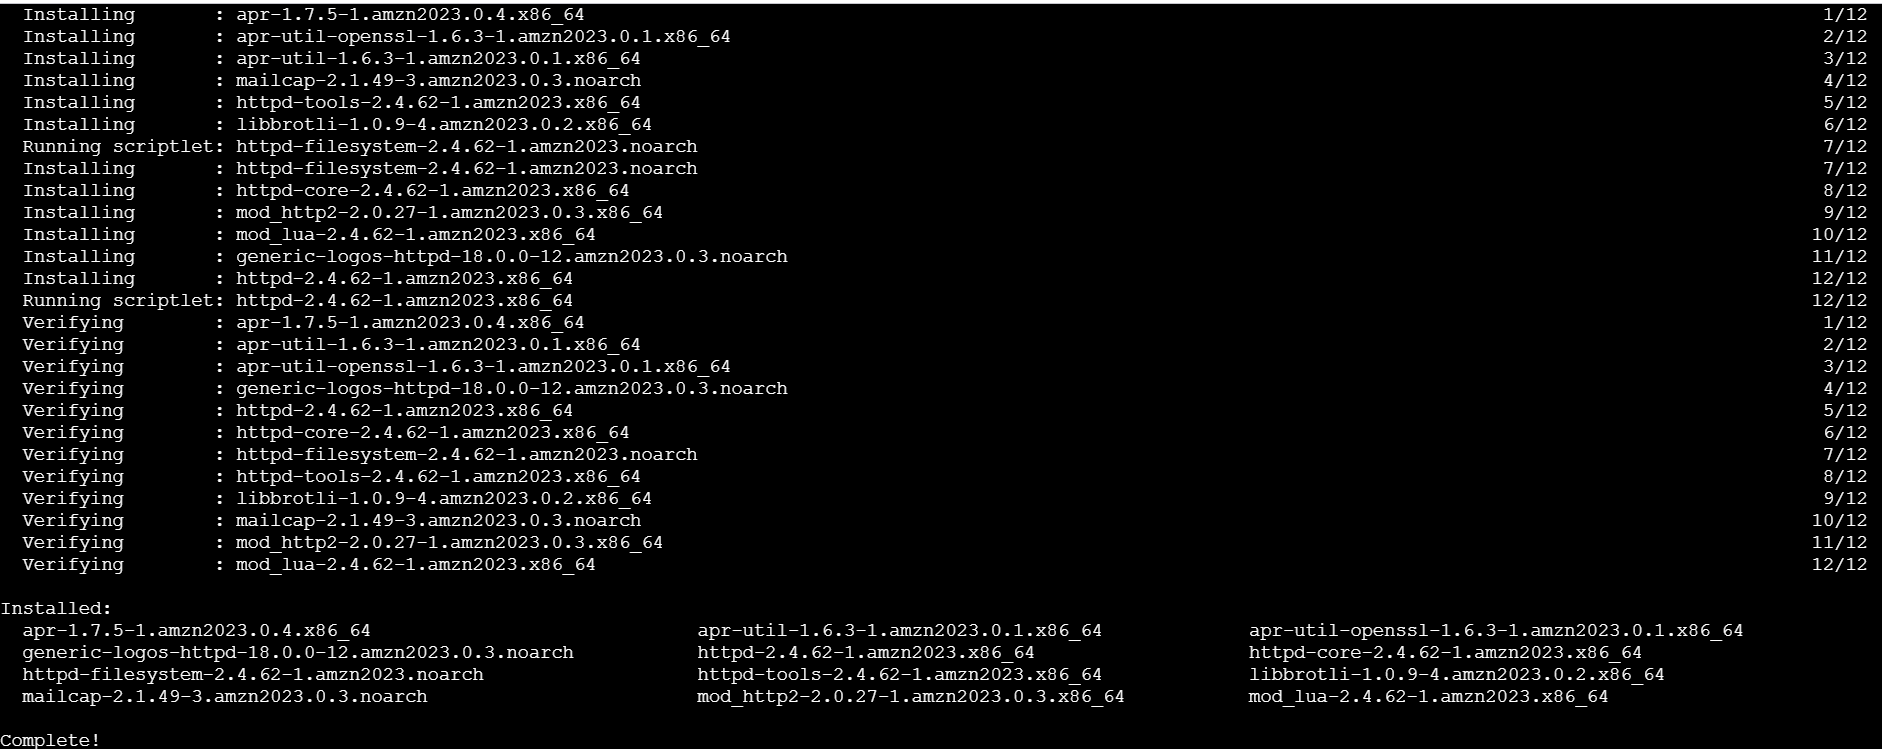 Installing       : apr-1.7.5-1.amzn2023.0.4.x86_64 1/12
Installing       : apr-util-openssl-1.6.3-1.amzn2023.0.1.x86_64 2/12
Installing       : apr-util-1.6.3-1.amzn2023.0.1.x86_64 3/12
Installing       : mailcap-2.1.49-3.amzn2023.0.3.noarch 4/12
Installing       : httpd-tools-2.4.62-1.amzn2023.x86_64 5/12
Installing       : libbrotli-1.0.9-4.amzn2023.0.2.x86_64 6/12
Running scriptlet: httpd-filesystem-2.4.62-1.amzn2023.noarch 7/12
Installing       : httpd-filesystem-2.4.62-1.amzn2023.noarch 7/12
Installing       : httpd-core-2.4.62-1.amzn2023.x86_64 8/12
Installing       : mod_http2-2.0.27-1.amzn2023.0.3.x86_64 9/12
Installing       : mod_lua-2.4.62-1.amzn2023.x86_64 10/12
Installing       : generic-logos-httpd-18.0.0-12.amzn2023.0.3.noarch 11/12
Installing       : httpd-2.4.62-1.amzn2023.x86_64 12/12
Running scriptlet: httpd-2.4.62-1.amzn2023.x86_64 12/12
Verifying        : apr-1.7.5-1.amzn2023.0.4.x86_64 1/12
Verifying        : apr-util-1.6.3-1.amzn2023.0.1.x86_64 2/12
Verifying        : apr-util-openssl-1.6.3-1.amzn2023.0.1.x86_64 3/12
Verifying        : generic-logos-httpd-18.0.0-12.amzn2023.0.3.noarch 4/12
Verifying        : httpd-2.4.62-1.amzn2023.x86_64 5/12
Verifying        : httpd-core-2.4.62-1.amzn2023.x86_64 6/12
Verifying        : httpd-filesystem-2.4.62-1.amzn2023.noarch 7/12
Verifying        : httpd-tools-2.4.62-1.amzn2023.x86_64 8/12
Verifying        : libbrotli-1.0.9-4.amzn2023.0.2.x86_64 9/12
Verifying        : mailcap-2.1.49-3.amzn2023.0.3.noarch 10/12
Verifying        : mod_http2-2.0.27-1.amzn2023.0.3.x86_64 11/12
Verifying        : mod_lua-2.4.62-1.amzn2023.x86_64 12/12
Installed:
apr-1.7.5-1.amzn2023.0.4.x86_64 apr-util-1.6.3-1.amzn2023.0.1.x86_64 apr-util-openssl-1.6.3-1.amzn2023.0.1.x86_64
generic-logos-httpd-18.0.0-12.amzn2023.0.3.noarch httpd-2.4.62-1.amzn2023.x86_64 httpd-core-2.4.62-1.amzn2023.x86_64
httpd-filesystem-2.4.62-1.amzn2023.noarch httpd-tools-2.4.62-1.amzn2023.x86_64 libbrotli-1.0.9-4.amzn2023.0.2.x86_64
mailcap-2.1.49-3.amzn2023.0.3.noarch mod_http2-2.0.27-1.amzn2023.0.3.x86_64 mod_lua-2.4.62-1.amzn2023.x86_64
Complete!